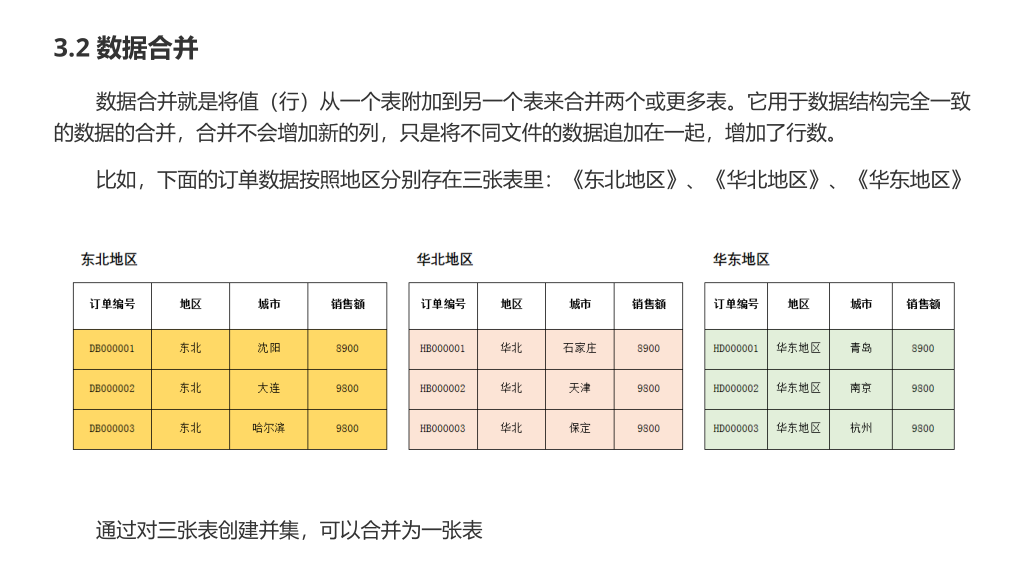 3.2 数据合并
数据合并就是将值（行）从一个表附加到另一个表来合并两个或更多表。它用于数据结构完全一致
的数据的合并，合并不会增加新的列，只是将不同文件的数据追加在一起，增加了行数。
比如，下面的订单数据按照地区分别存在三张表里：《东北地区》、《华北地区》、《华东地区》
东北地区
订单编号 地区 城市 销售额
DB000001 东北 沈阳 8900
DB000002 东北 大连 9800
DB000003 东北 哈尔滨 9800
华北地区
订单编号 地区 城市 销售额
HB000001 华北 石家庄 8900
HB000002 华北 天津 9800
HB000003 华北 保定 9800
华东地区
订单编号 地区 城市 销售额
HD000001 华东地区 青岛 8900
HD000002 华东地区 南京 9800
HD000003 华东地区 杭州 9800
通过对三张表创建并集，可以合并为一张表